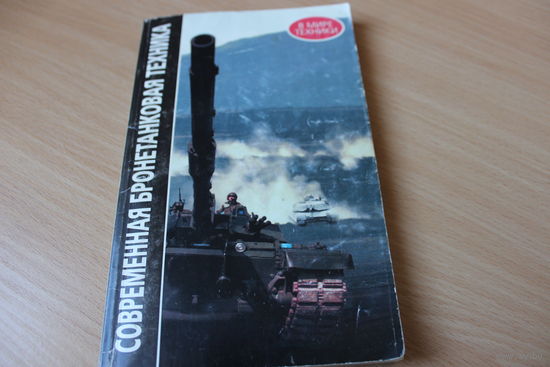 В МИРЕ
ТЕХНИКИ
СОВРЕМЕННАЯ БРОНЕТАНКОВАЯ ТЕХНИКА